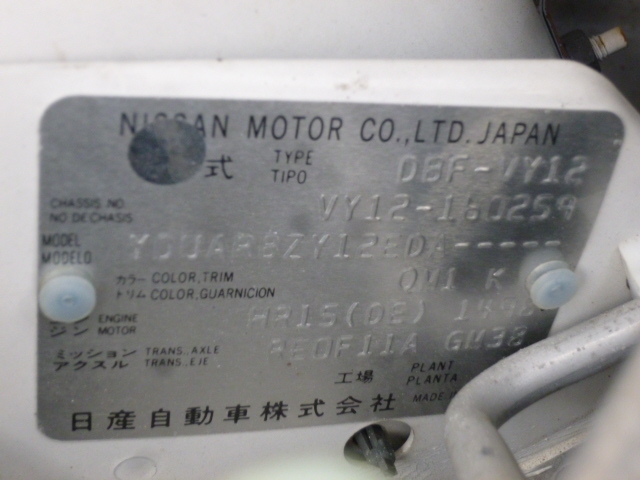 NISSAN MOTOR CO.,LTD. JAPAN
式 TYPE TIPO DBF-VY12
CHASSIS NO. NO DE CHASIS VY12-160259
MODEL MODELO
カラー COLOR,TRIM トリム COLOR,GUARNICION QM1 K
ENGINE ジン MOTOR HR15(DE)
ミッション TRANS.,AXLE アクスル TRANS.,EJE RE0F11A GM38
工場 PLANT PLANTA
日産自動車株式会社 MADE